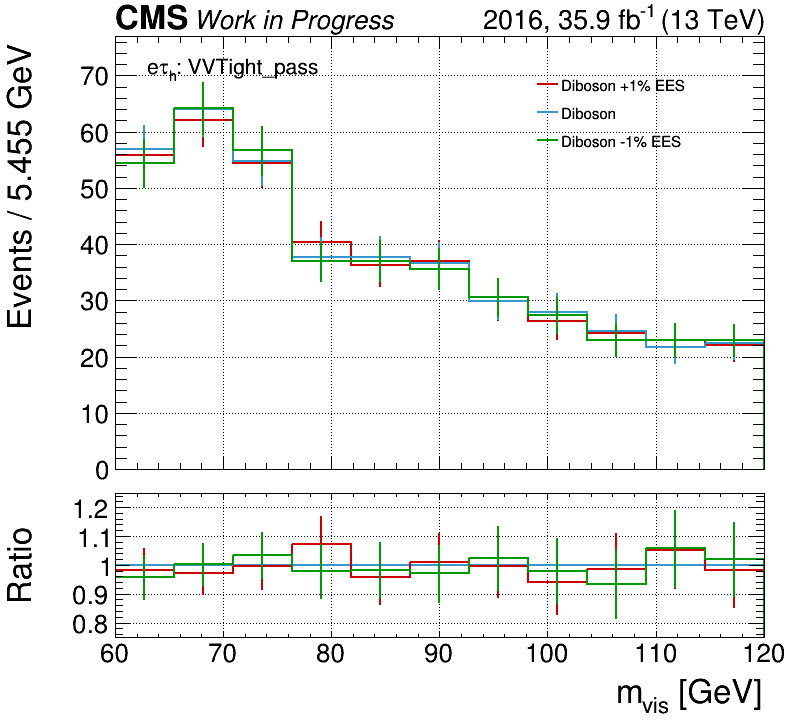 CMS Work in Progress 2016, 35.9 fb⁻¹ (13 TeV)
eτₕ: VVTight_pass
Diboson +1% EES
Diboson
Diboson -1% EES
Events / 5.455 GeV
70
60
50
40
30
20
10
0
Ratio
1.2
1.1
1
0.9
0.8
60 70 80 90 100 110 120
m_vis [GeV]